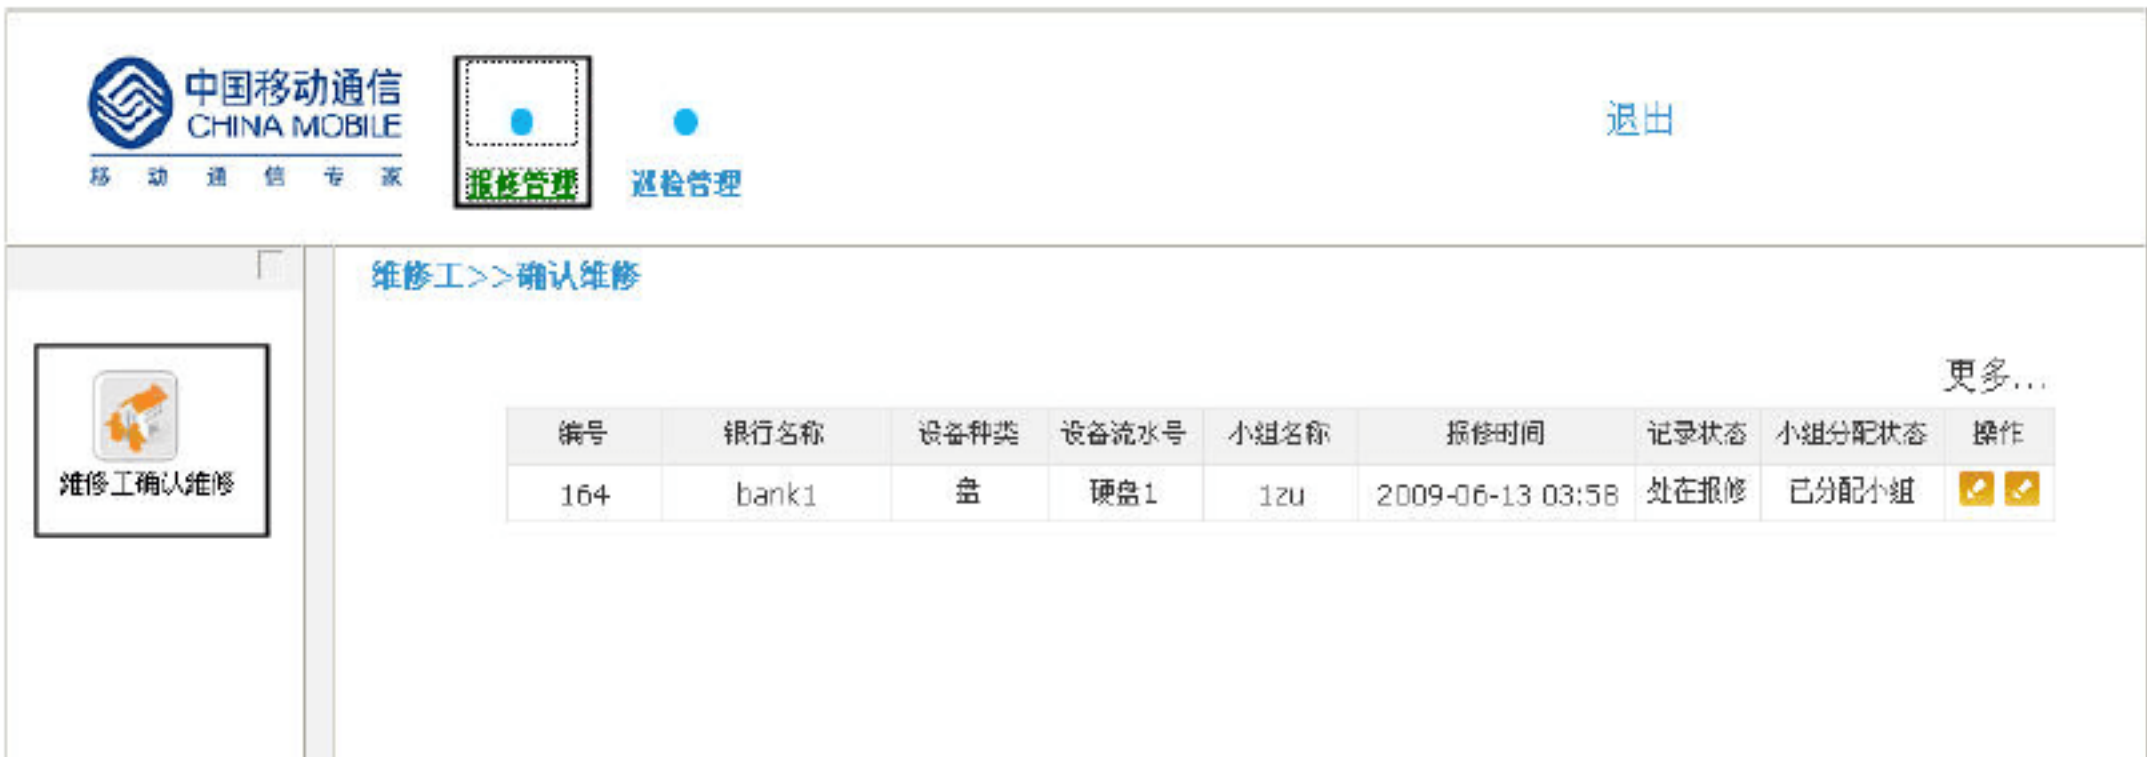 中国移动通信
CHINA MOBILE
移动通信专家
报修管理
巡检管理
退出
维修工>>确认维修
维修工确认维修
更多...
编号 银行名称 设备种类 设备流水号 小组名称 报修时间 记录状态 小组分配状态 操作
164 bank1 盘 硬盘1 1zu 2009-06-13 03:58 处在报修 已分配小组